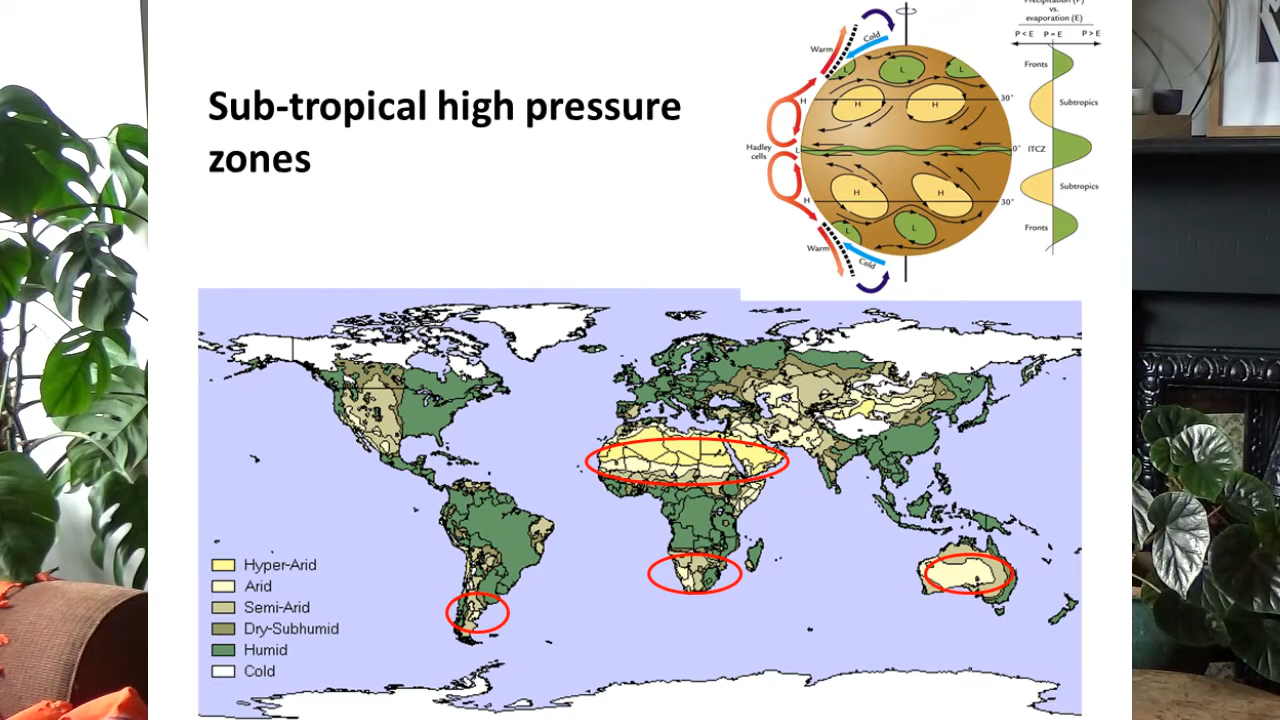 Sub-tropical high pressure
zones
Precipitation (P)
vs.
evaporation (E)
P < E P = E P > E
Cold
Warm
L
L
L
Fronts
H
H
H
30°
Subtropics
Hadley
cells
L
0°
ITCZ
H
H
H
30°
Subtropics
L
L
Fronts
Warm
Cold
Hyper-Arid
Arid
Semi-Arid
Dry-Subhumid
Humid
Cold